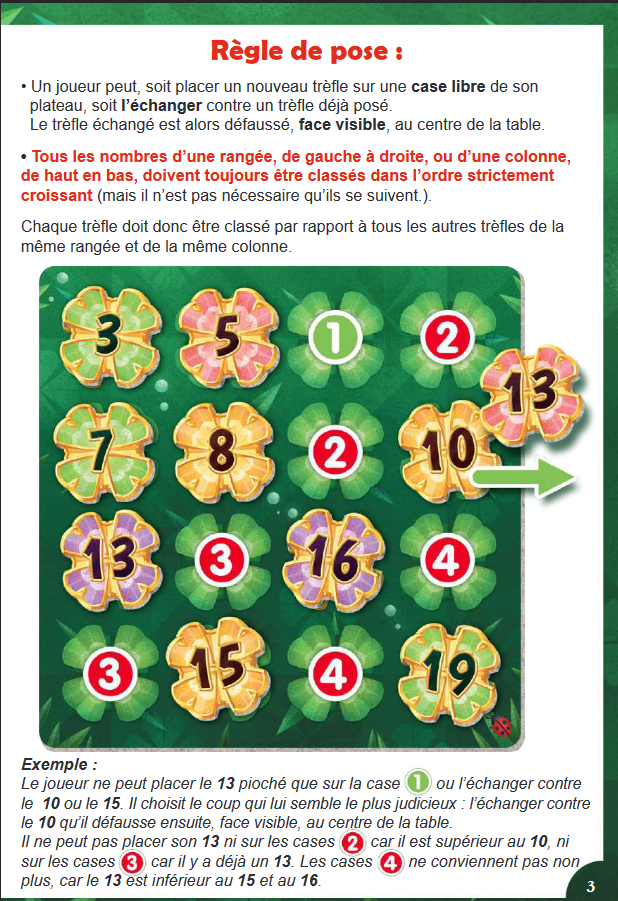 Règle de pose :
• Un joueur peut, soit placer un nouveau trèfle sur une case libre de son
plateau, soit l’échanger contre un trèfle déjà posé.
Le trèfle échangé est alors défaussé, face visible, au centre de la table.
• Tous les nombres d’une rangée, de gauche à droite, ou d’une colonne,
de haut en bas, doivent toujours être classés dans l’ordre strictement
croissant (mais il n’est pas nécessaire qu’ils se suivent.).
Chaque trèfle doit donc être classé par rapport à tous les autres trèfles de la
même rangée et de la même colonne.
3 5 1 2
13
7 8 2 10
13 3 16 4
3 15 4 19
Exemple :
Le joueur ne peut placer le 13 pioché que sur la case 1 ou l’échanger contre
le 10 ou le 15. Il choisit le coup qui lui semble le plus judicieux : l’échanger contre
le 10 qu’il défausse ensuite, face visible, au centre de la table.
Il ne peut pas placer son 13 ni sur les cases 2 car il est supérieur au 10, ni
sur les cases 3 car il y a déjà un 13. Les cases 4 ne conviennent pas non
plus, car le 13 est inférieur au 15 et au 16.
3